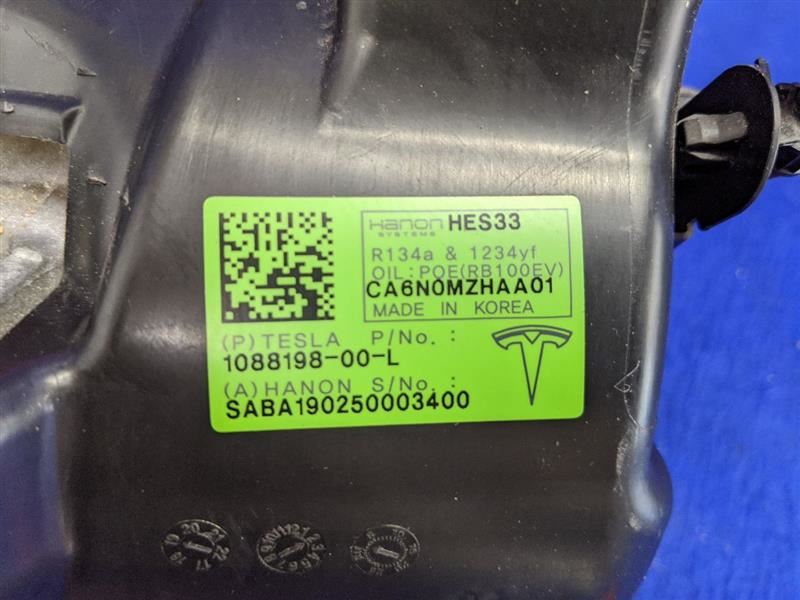 Hanon SYSTEMS HES33
R134a & 1234yf
OIL:POE(RB100EV)
CA6N0MZHAA01
MADE IN KOREA
(P) TESLA P/No. :
1088198-00-L
(A) HANON S/No. :
SABA190250003400